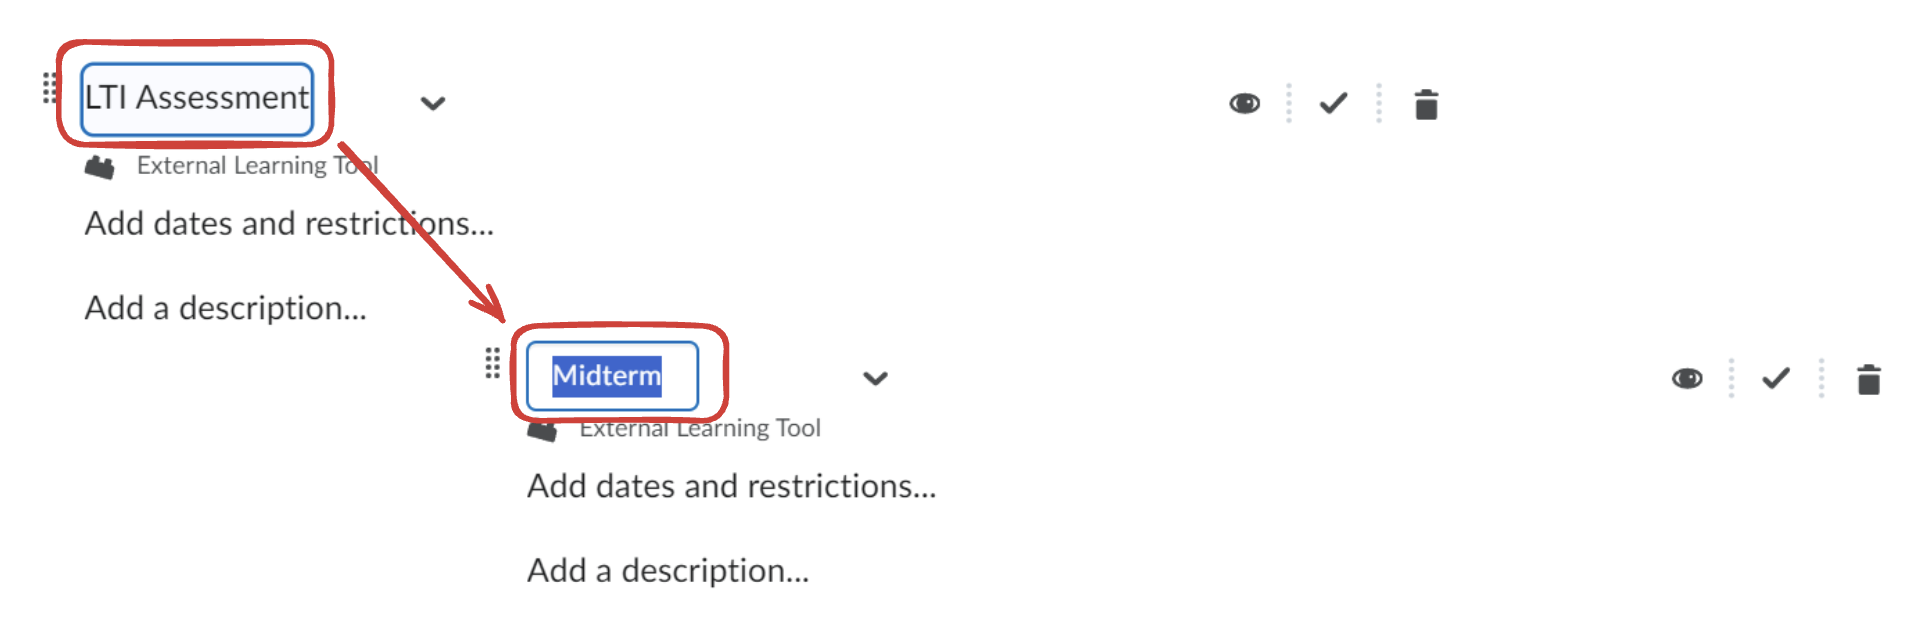 LTI Assessment
External Learning Tool
Add dates and restrictions...
Add a description...
Midterm
External Learning Tool
Add dates and restrictions...
Add a description...